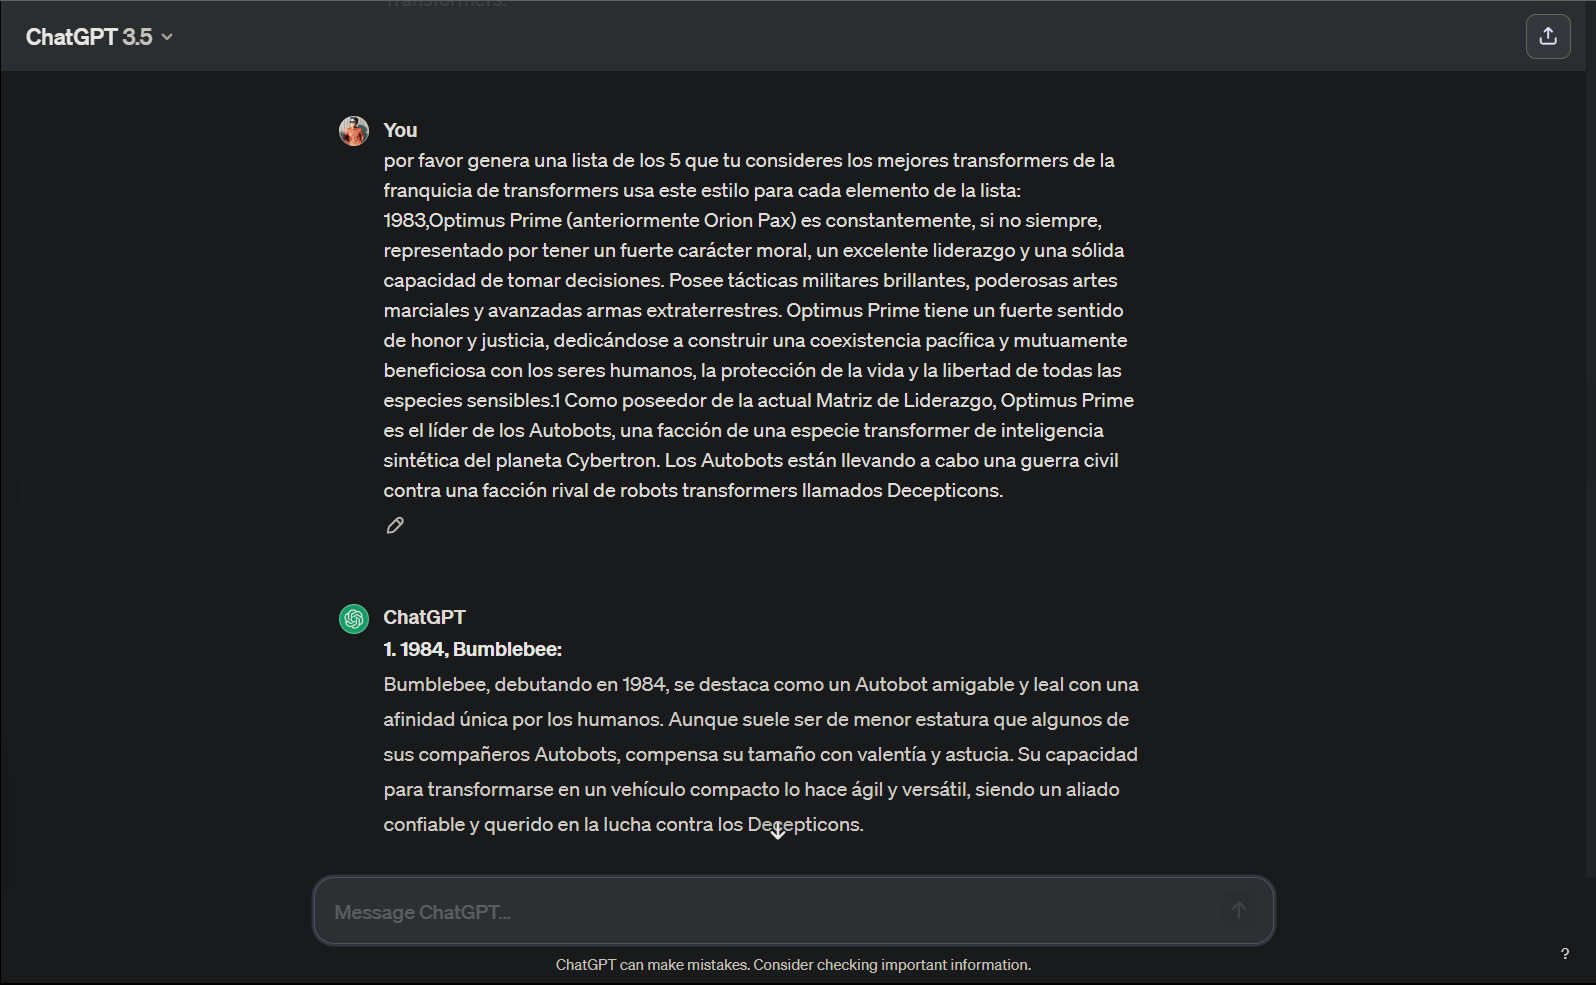 Transformers.
ChatGPT 3.5
You
por favor genera una lista de los 5 que tu consideres los mejores transformers de la
franquicia de transformers usa este estilo para cada elemento de la lista:
1983,Optimus Prime (anteriormente Orion Pax) es constantemente, si no siempre,
representado por tener un fuerte carácter moral, un excelente liderazgo y una sólida
capacidad de tomar decisiones. Posee tácticas militares brillantes, poderosas artes
marciales y avanzadas armas extraterrestres. Optimus Prime tiene un fuerte sentido
de honor y justicia, dedicándose a construir una coexistencia pacífica y mutuamente
beneficiosa con los seres humanos, la protección de la vida y la libertad de todas las
especies sensibles.1 Como poseedor de la actual Matriz de Liderazgo, Optimus Prime
es el líder de los Autobots, una facción de una especie transformer de inteligencia
sintética del planeta Cybertron. Los Autobots están llevando a cabo una guerra civil
contra una facción rival de robots transformers llamados Decepticons.
ChatGPT
1. 1984, Bumblebee:
Bumblebee, debutando en 1984, se destaca como un Autobot amigable y leal con una
afinidad única por los humanos. Aunque suele ser de menor estatura que algunos de
sus compañeros Autobots, compensa su tamaño con valentía y astucia. Su capacidad
para transformarse en un vehículo compacto lo hace ágil y versátil, siendo un aliado
confiable y querido en la lucha contra los Decepticons.
Message ChatGPT...
ChatGPT can make mistakes. Consider checking important information.
?